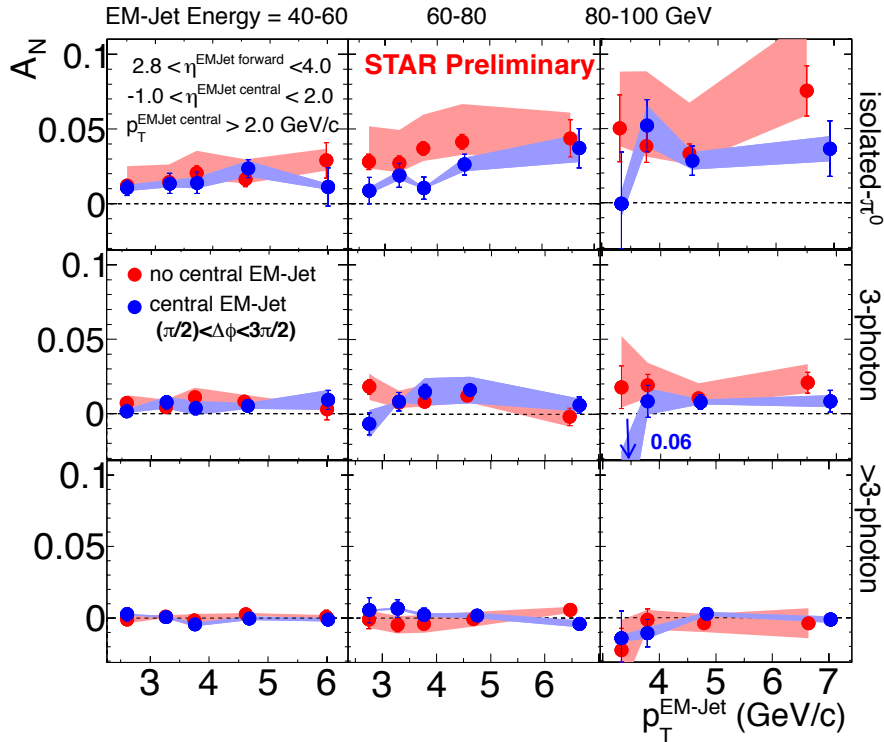 EM-Jet Energy = 40-60 60-80 80-100 GeV
A_N
0.1
0.05
0
2.8 < η^{EMJet forward} <4.0
-1.0 < η^{EMJet central} < 2.0
p_T^{EMJet central} > 2.0 GeV/c
STAR Preliminary
isolated-π^0
0.1
0.05
0
no central EM-Jet
central EM-Jet
(π/2)<Δϕ<3π/2)
0.06
3-photon
0.1
0.05
0
>3-photon
3 4 5 6 3 4 5 6 4 5 6 7
p_T^{EM-Jet} (GeV/c)